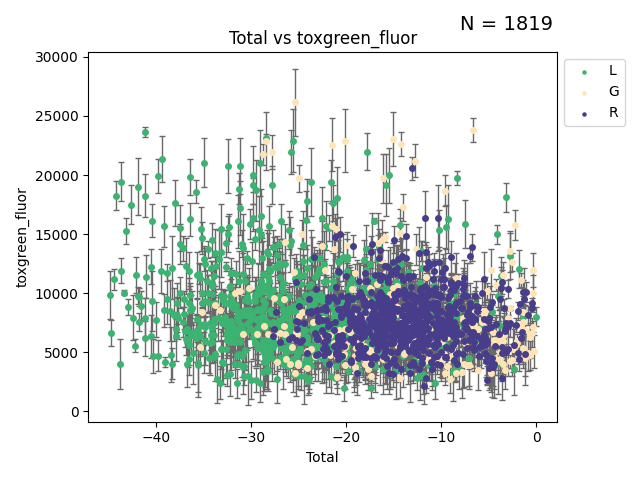 N = 1819
Total vs toxgreen_fluor
30000
25000
20000
15000
10000
5000
0
toxgreen_fluor
−40
−30
−20
−10
0
Total
L
G
R